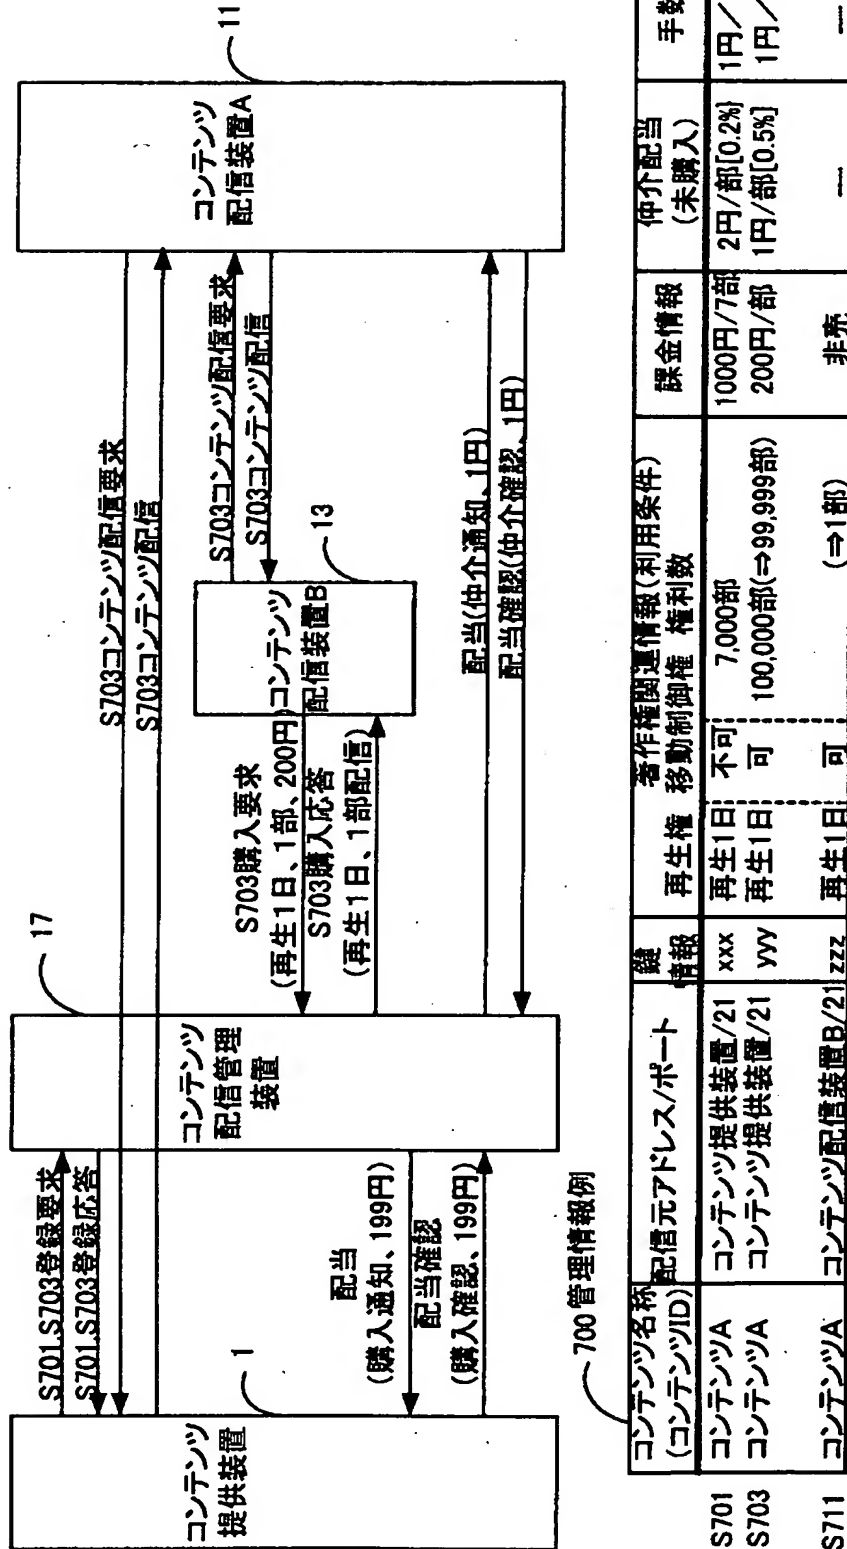 コンテンツ
提供装置
1
S701,S703登録要求
S701,S703登録応答
配当
(購入通知、199円)
配当確認
(購入確認、199円)
コンテンツ
配信管理
装置
17
S703コンテンツ配信要求
S703コンテンツ配信
S703購入要求
(再生1日、1部、200円)
S703購入応答
(再生1日、1部配信)
コンテンツ
配信装置B
13
S703コンテンツ配信要求
S703コンテンツ配信
配当(仲介通知、1円)
配当確認(仲介確認、1円)
コンテンツ
配信装置A
11
700管理情報例
コンテンツ名称 配信元アドレス/ポート 鍵 著作権関連情報(利用条件) 課金情報 仲介配当 手数
(コンテンツID) 情報 再生権 移動制御権 権利数 (未購入)
S701 コンテンツA コンテンツ提供装置/21 xxx 再生1日 不可 7,000部 1000円/7部 2円/部[0.2%] 1円/
S703 コンテンツA コンテンツ提供装置/21 yyy 再生1日 可 100,000部(⇒99,999部) 200円/部 1円/部[0.5%] 1円/
S711 コンテンツA コンテンツ配信装置B/21 zzz 再生1日 可 (⇒1部) 非売 — —